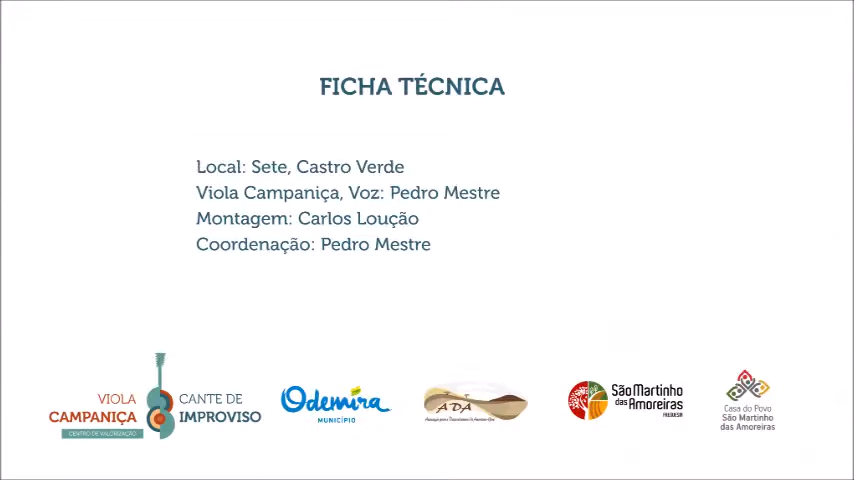 FICHA TÉCNICA
Local: Sete, Castro Verde
Viola Campaniça, Voz: Pedro Mestre
Montagem: Carlos Loução
Coordenação: Pedro Mestre
VIOLA
CAMPANIÇA
CENTRO DE VALORIZAÇÃO
CANTE DE
IMPROVISO
Odemira
MUNICÍPIO
ADA
São Martinho
das Amoreiras
FREGUESIA
Casa do Povo
São Martinho
das Amoreiras